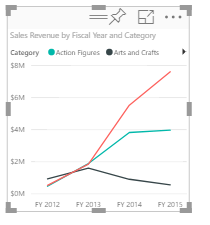 Sales Revenue by Fiscal Year and Category
Category Action Figures Arts and Crafts
$8M
$6M
$4M
$2M
$0M
FY 2012 FY 2013 FY 2014 FY 2015